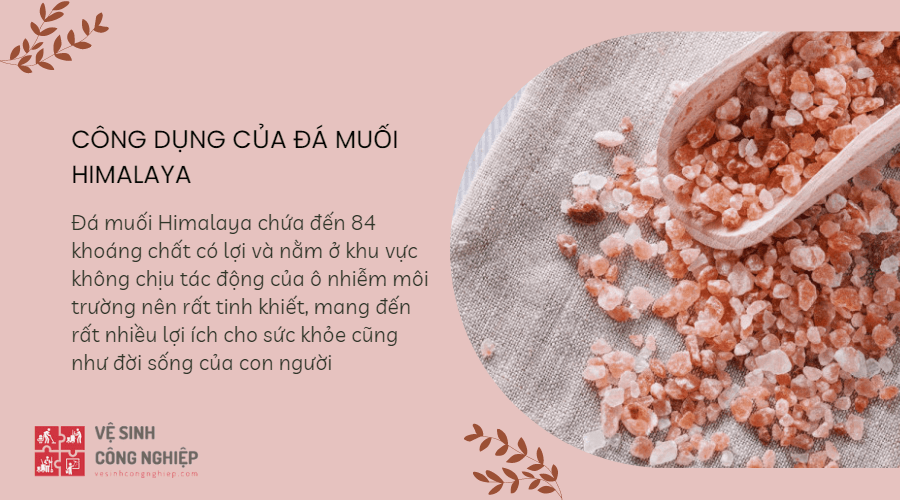 CÔNG DỤNG CỦA ĐÁ MUỐI
HIMALAYA
Đá muối Himalaya chứa đến 84
khoáng chất có lợi và nằm ở khu vực
không chịu tác động của ô nhiễm môi
trường nên rất tinh khiết, mang đến
rất nhiều lợi ích cho sức khỏe cũng
như đời sống của con người
VỆ SINH
CÔNG NGHIỆP
vesinhcongnghiep.com